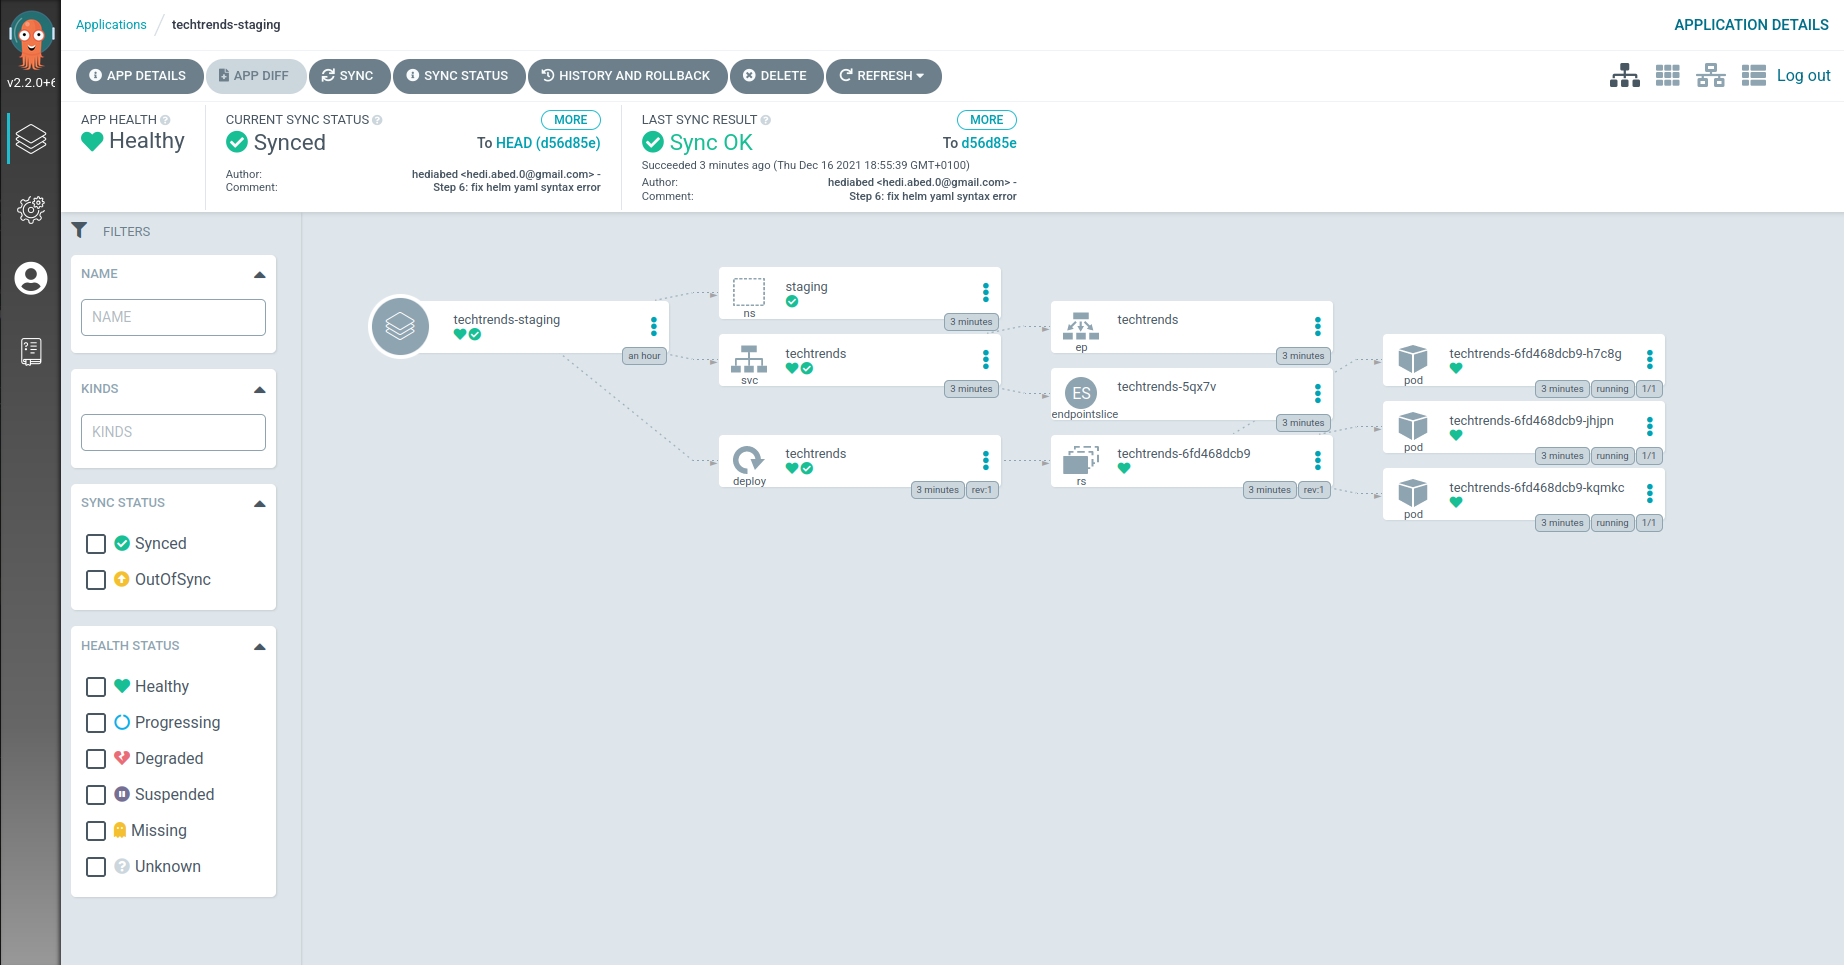 Applications / techtrends-staging
APPLICATION DETAILS
v2.2.0+6
APP DETAILS
APP DIFF
SYNC
SYNC STATUS
HISTORY AND ROLLBACK
DELETE
REFRESH
Log out
APP HEALTH
Healthy
CURRENT SYNC STATUS
MORE
Synced
To HEAD (d56d85e)
Author: hediabed <hedi.abed.0@gmail.com> -
Comment: Step 6: fix helm yaml syntax error
LAST SYNC RESULT
MORE
Sync OK
To d56d85e
Succeeded 3 minutes ago (Thu Dec 16 2021 18:55:39 GMT+0100)
Author: hediabed <hedi.abed.0@gmail.com> -
Comment: Step 6: fix helm yaml syntax error
FILTERS
NAME
NAME
KINDS
KINDS
SYNC STATUS
Synced
OutOfSync
HEALTH STATUS
Healthy
Progressing
Degraded
Suspended
Missing
Unknown
techtrends-staging
an hour
staging
ns
3 minutes
techtrends
svc
3 minutes
techtrends
deploy
3 minutes rev:1
techtrends
ep
3 minutes
ES
techtrends-5qx7v
endpointslice
3 minutes
techtrends-6fd468dcb9
rs
3 minutes rev:1
techtrends-6fd468dcb9-h7c8g
pod
3 minutes running 1/1
techtrends-6fd468dcb9-jhjpn
pod
3 minutes running 1/1
techtrends-6fd468dcb9-kqmkc
pod
3 minutes running 1/1